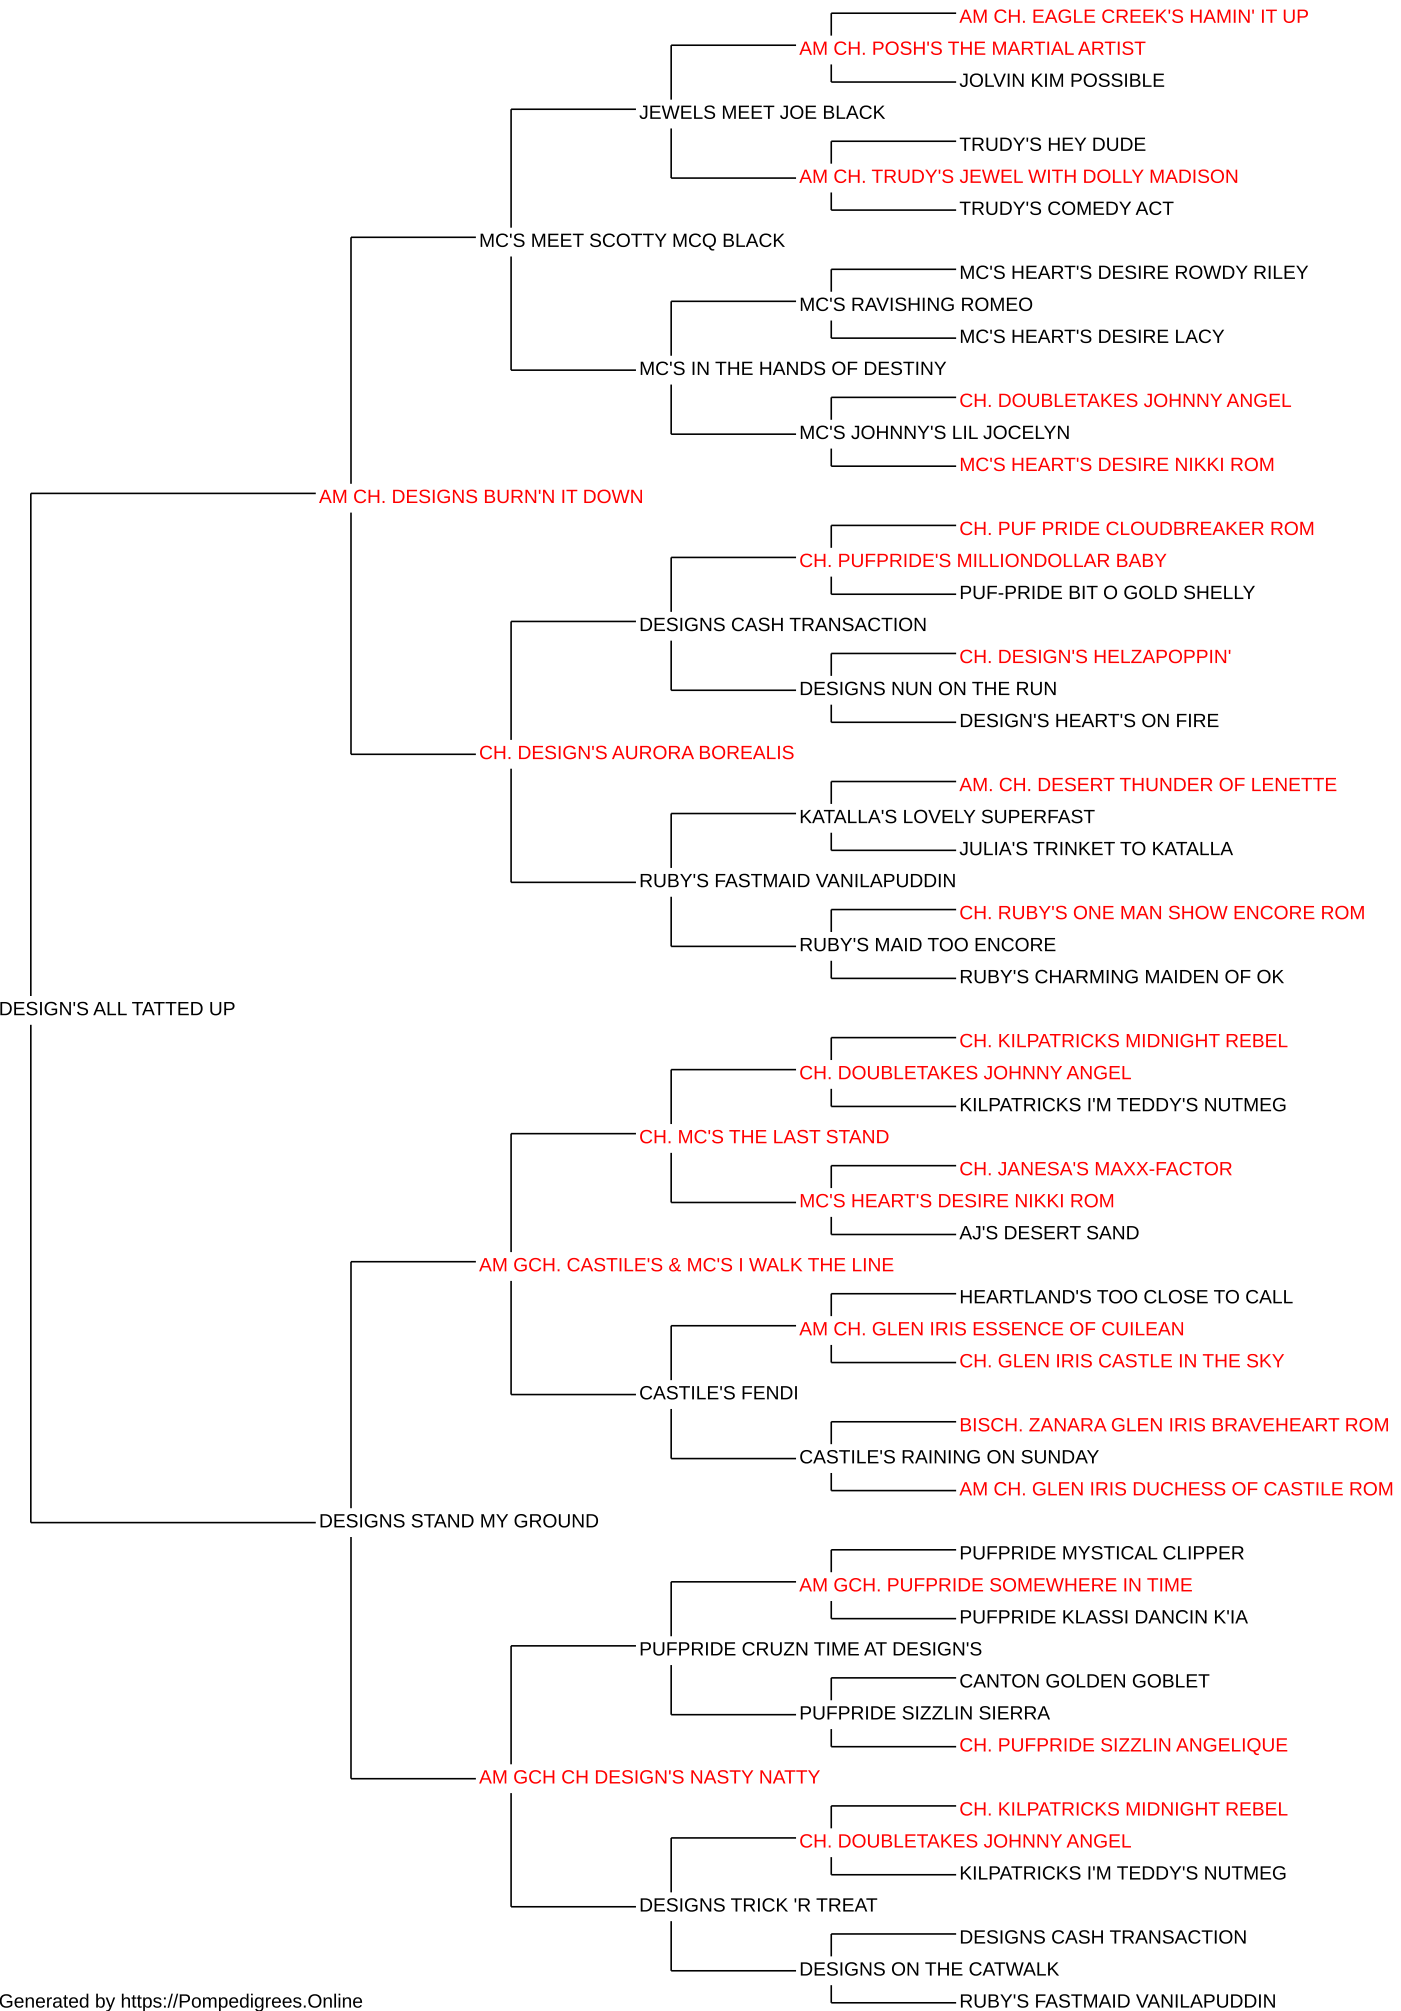 AM CH. EAGLE CREEK'S HAMIN' IT UP
AM CH. POSH'S THE MARTIAL ARTIST
JOLVIN KIM POSSIBLE
JEWELS MEET JOE BLACK
TRUDY'S HEY DUDE
AM CH. TRUDY'S JEWEL WITH DOLLY MADISON
TRUDY'S COMEDY ACT
MC'S MEET SCOTTY MCQ BLACK
MC'S HEART'S DESIRE ROWDY RILEY
MC'S RAVISHING ROMEO
MC'S HEART'S DESIRE LACY
MC'S IN THE HANDS OF DESTINY
CH. DOUBLETAKES JOHNNY ANGEL
MC'S JOHNNY'S LIL JOCELYN
MC'S HEART'S DESIRE NIKKI ROM
AM CH. DESIGNS BURN'N IT DOWN
CH. PUF PRIDE CLOUDBREAKER ROM
CH. PUFPRIDE'S MILLIONDOLLAR BABY
PUF-PRIDE BIT O GOLD SHELLY
DESIGNS CASH TRANSACTION
CH. DESIGN'S HELZAPOPPIN'
DESIGNS NUN ON THE RUN
DESIGN'S HEART'S ON FIRE
CH. DESIGN'S AURORA BOREALIS
AM. CH. DESERT THUNDER OF LENETTE
KATALLA'S LOVELY SUPERFAST
JULIA'S TRINKET TO KATALLA
RUBY'S FASTMAID VANILAPUDDIN
CH. RUBY'S ONE MAN SHOW ENCORE ROM
RUBY'S MAID TOO ENCORE
RUBY'S CHARMING MAIDEN OF OK
DESIGN'S ALL TATTED UP
CH. KILPATRICKS MIDNIGHT REBEL
CH. DOUBLETAKES JOHNNY ANGEL
KILPATRICKS I'M TEDDY'S NUTMEG
CH. MC'S THE LAST STAND
CH. JANESA'S MAXX-FACTOR
MC'S HEART'S DESIRE NIKKI ROM
AJ'S DESERT SAND
AM GCH. CASTILE'S & MC'S I WALK THE LINE
HEARTLAND'S TOO CLOSE TO CALL
AM CH. GLEN IRIS ESSENCE OF CUILEAN
CH. GLEN IRIS CASTLE IN THE SKY
CASTILE'S FENDI
BISCH. ZANARA GLEN IRIS BRAVEHEART ROM
CASTILE'S RAINING ON SUNDAY
AM CH. GLEN IRIS DUCHESS OF CASTILE ROM
DESIGNS STAND MY GROUND
PUFPRIDE MYSTICAL CLIPPER
AM GCH. PUFPRIDE SOMEWHERE IN TIME
PUFPRIDE KLASSI DANCIN K'IA
PUFPRIDE CRUZN TIME AT DESIGN'S
CANTON GOLDEN GOBLET
PUFPRIDE SIZZLIN SIERRA
CH. PUFPRIDE SIZZLIN ANGELIQUE
AM GCH CH DESIGN'S NASTY NATTY
CH. KILPATRICKS MIDNIGHT REBEL
CH. DOUBLETAKES JOHNNY ANGEL
KILPATRICKS I'M TEDDY'S NUTMEG
DESIGNS TRICK 'R TREAT
DESIGNS CASH TRANSACTION
DESIGNS ON THE CATWALK
RUBY'S FASTMAID VANILAPUDDIN
Generated by https://Pompedigrees.Online